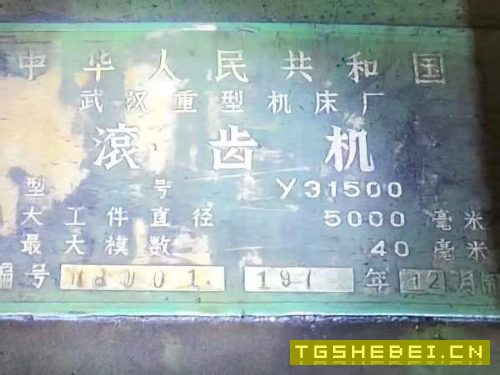 中华人民共和国
武汉重型机床厂
滚齿机
型 号 Y31500
大工件直径 5000 毫米
最大模数 40 毫米
编号 年12月
TGSHEBEI.CN